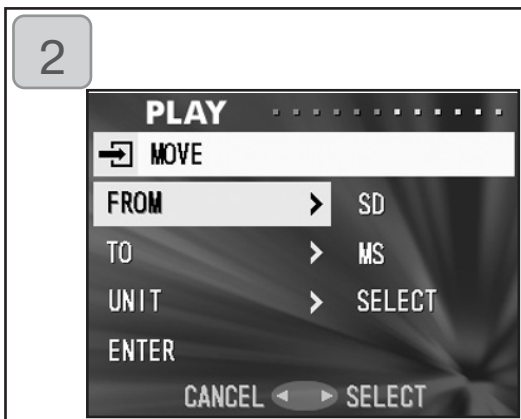 2
PLAY
MOVE
FROM > SD
TO > MS
UNIT > SELECT
ENTER
CANCEL ◄ ► SELECT